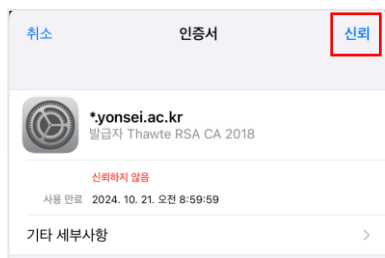 취소 인증서 신뢰
*.yonsei.ac.kr
발급자 Thawte RSA CA 2018
신뢰하지 않음
사용 만료 2024. 10. 21. 오전 8:59:59
기타 세부사항